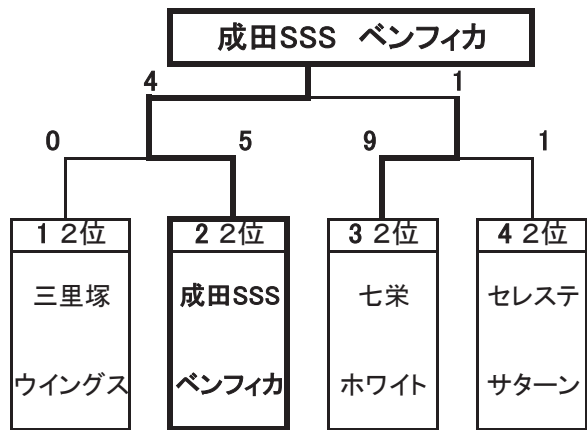 成田SSS ベンフィカ
4 1
0 5 9 1
1 2位 2 2位 3 2位 4 2位
三里塚 成田SSS 七栄 セレステ
ウイングス ベンフィカ ホワイト サターン